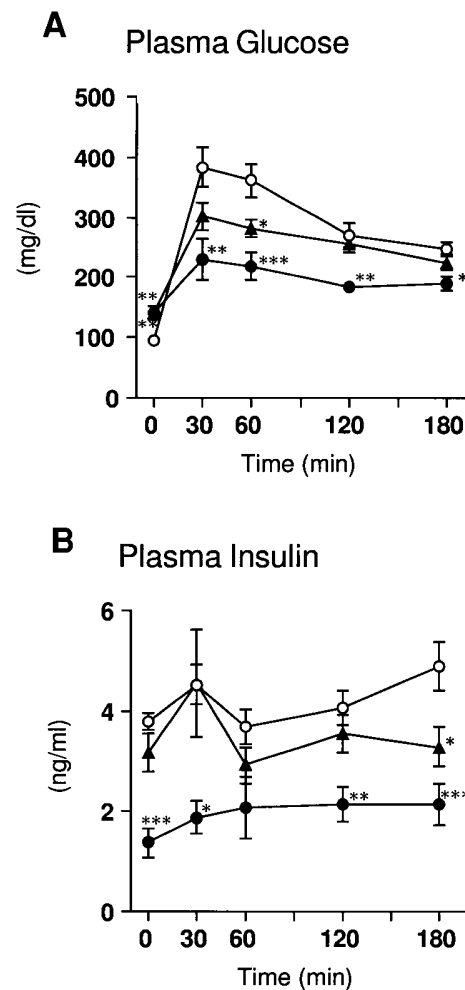 A
Plasma Glucose
500
400
300
200
100
0
(mg/dl)
**
**
**
*
***
**
*
0 30 60 120 180
Time (min)
B
Plasma Insulin
6
4
2
0
(ng/ml)
***
*
**
*
***
0 30 60 120 180
Time (min)